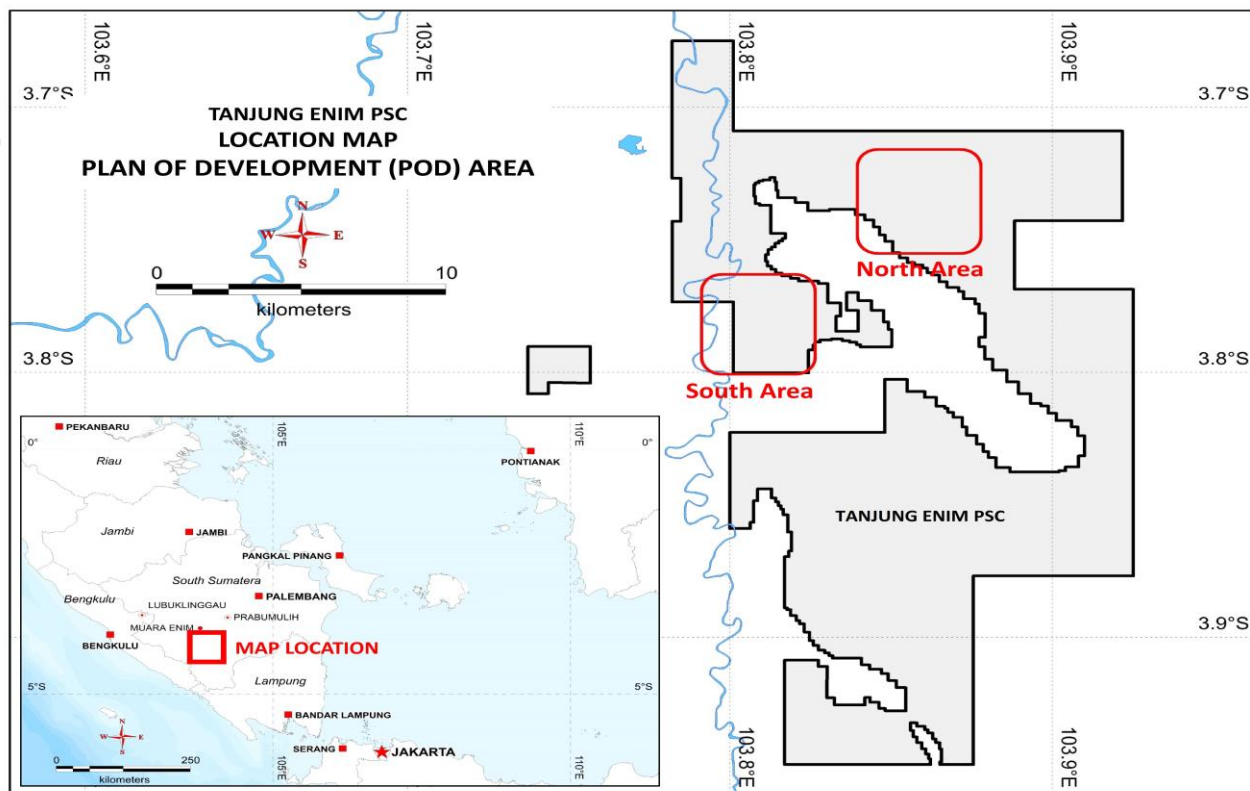 103.6°E
103.7°E
103.8°E
103.9°E
3.7°S
3.7°S
TANJUNG ENIM PSC
LOCATION MAP
PLAN OF DEVELOPMENT (POD) AREA
N
W E
S
0 10
kilometers
North Area
3.8°S
3.8°S
South Area
TANJUNG ENIM PSC
3.9°S
3.9°S
103.8°E
103.9°E
105°E
110°E
0°
0°
PEKANBARU
Riau
PONTIANAK
JAMBI
Jambi
PANGKAL PINANG
South Sumatera
Bengkulu
PALEMBANG
LUBUKLINGGAU
PRABUMULIH
MUARA ENIM
BENGKULU
MAP LOCATION
Lampung
5°S
5°S
BANDAR LAMPUNG
SERANG
JAKARTA
N
W E
S
0 250
kilometers
105°E
110°E